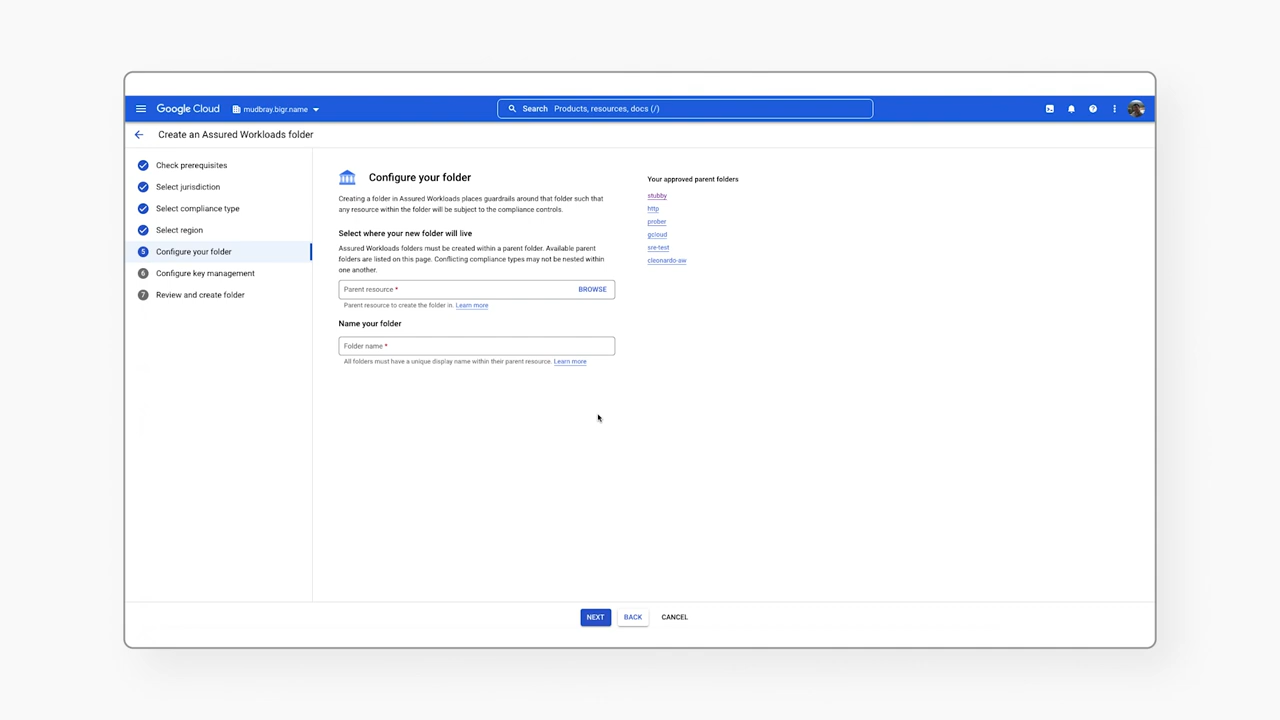 Google Cloud
mudbray.bigr.name
Search Products, resources, docs (/)
Create an Assured Workloads folder
Check prerequisites
Select jurisdiction
Select compliance type
Select region
5 Configure your folder
6 Configure key management
7 Review and create folder
Configure your folder
Creating a folder in Assured Workloads places guardrails around that folder such that
any resource within the folder will be subject to the compliance controls.
Select where your new folder will live
Assured Workloads folders must be created within a parent folder. Available parent
folders are listed on this page. Conflicting compliance types may not be nested within
one another.
Parent resource * BROWSE
Parent resource to create the folder in. Learn more
Name your folder
Folder name *
All folders must have a unique display name within their parent resource. Learn more
Your approved parent folders
stubby
http
prober
gcloud
sre-test
cleonardo-aw
NEXT BACK CANCEL